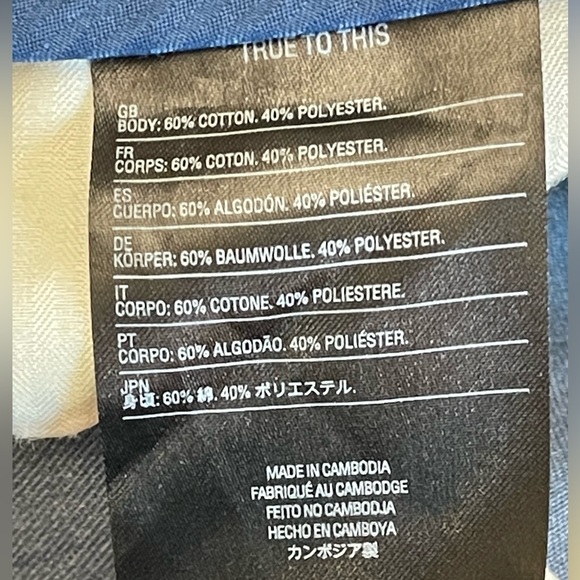 TRUE TO THIS
GB
BODY: 60% COTTON. 40% POLYESTER.
FR
CORPS: 60% COTON. 40% POLYESTER.
ES
CUERPO: 60% ALGODÓN. 40% POLIÉSTER.
DE
KÖRPER: 60% BAUMWOLLE. 40% POLYESTER.
IT
CORPO: 60% COTONE. 40% POLIESTERE.
PT
CORPO: 60% ALGODÃO. 40% POLIÉSTER.
JPN
身頃: 60% 綿. 40% ポリエステル.
MADE IN CAMBODIA
FABRIQUÉ AU CAMBODGE
FEITO NO CAMBODJA
HECHO EN CAMBOYA
カンボジア製